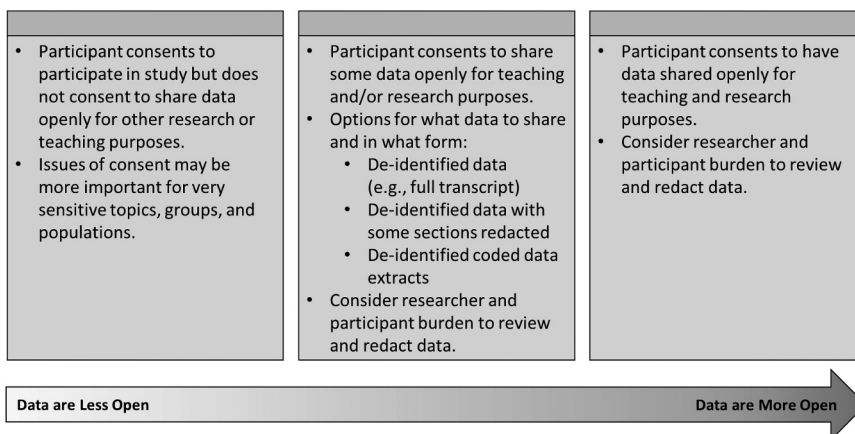 • Participant consents to
participate in study but does
not consent to share data
openly for other research or
teaching purposes.
• Issues of consent may be
more important for very
sensitive topics, groups, and
populations.
• Participant consents to share
some data openly for teaching
and/or research purposes.
• Options for what data to share
and in what form:
• De-identified data
(e.g., full transcript)
• De-identified data with
some sections redacted
• De-identified coded data
extracts
• Consider researcher and
participant burden to review
and redact data.
• Participant consents to have
data shared openly for
teaching and research
purposes.
• Consider researcher and
participant burden to review
and redact data.
Data are Less Open
Data are More Open